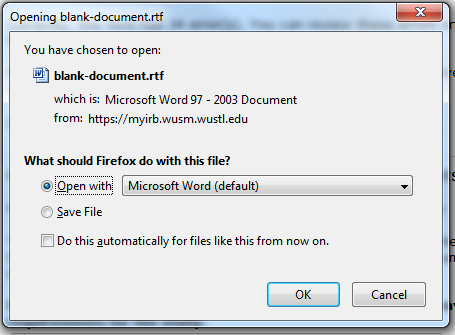 Opening blank-document.rtf
You have chosen to open:
blank-document.rtf
which is: Microsoft Word 97 - 2003 Document
from: https://myirb.wusm.wustl.edu
What should Firefox do with this file?
Open with Microsoft Word (default)
Save File
Do this automatically for files like this from now on.
OK Cancel